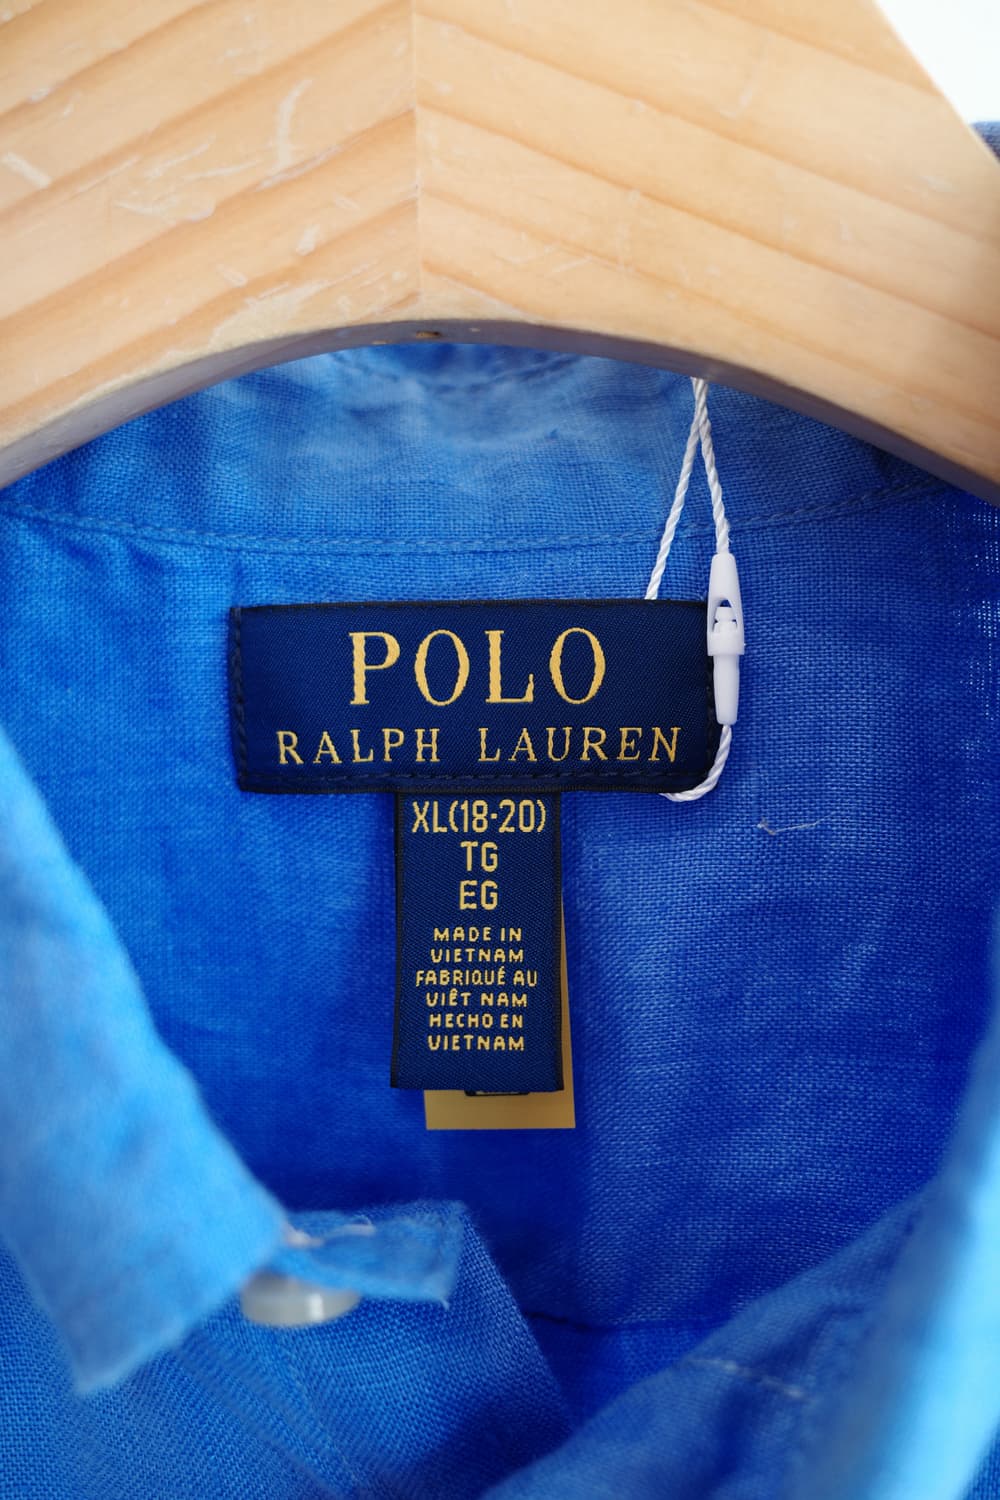 POLO
RALPH LAUREN
XL(18-20)
TG
EG
MADE IN
VIETNAM
FABRIQUÉ AU
VIÊT NAM
HECHO EN
VIETNAM